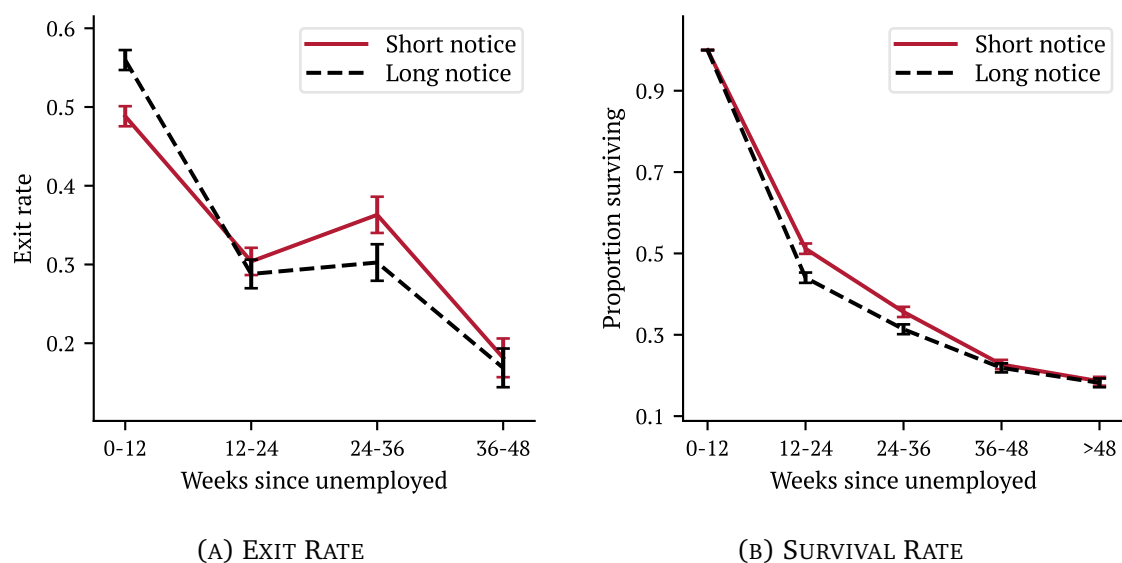 0.6
0.5
0.4
0.3
0.2
Exit rate
Short notice
Long notice
0-12
12-24
24-36
36-48
Weeks since unemployed
(A) EXIT RATE
0.9
0.7
0.5
0.3
0.1
Proportion surviving
Short notice
Long notice
0-12
12-24
24-36
36-48
>48
Weeks since unemployed
(B) SURVIVAL RATE